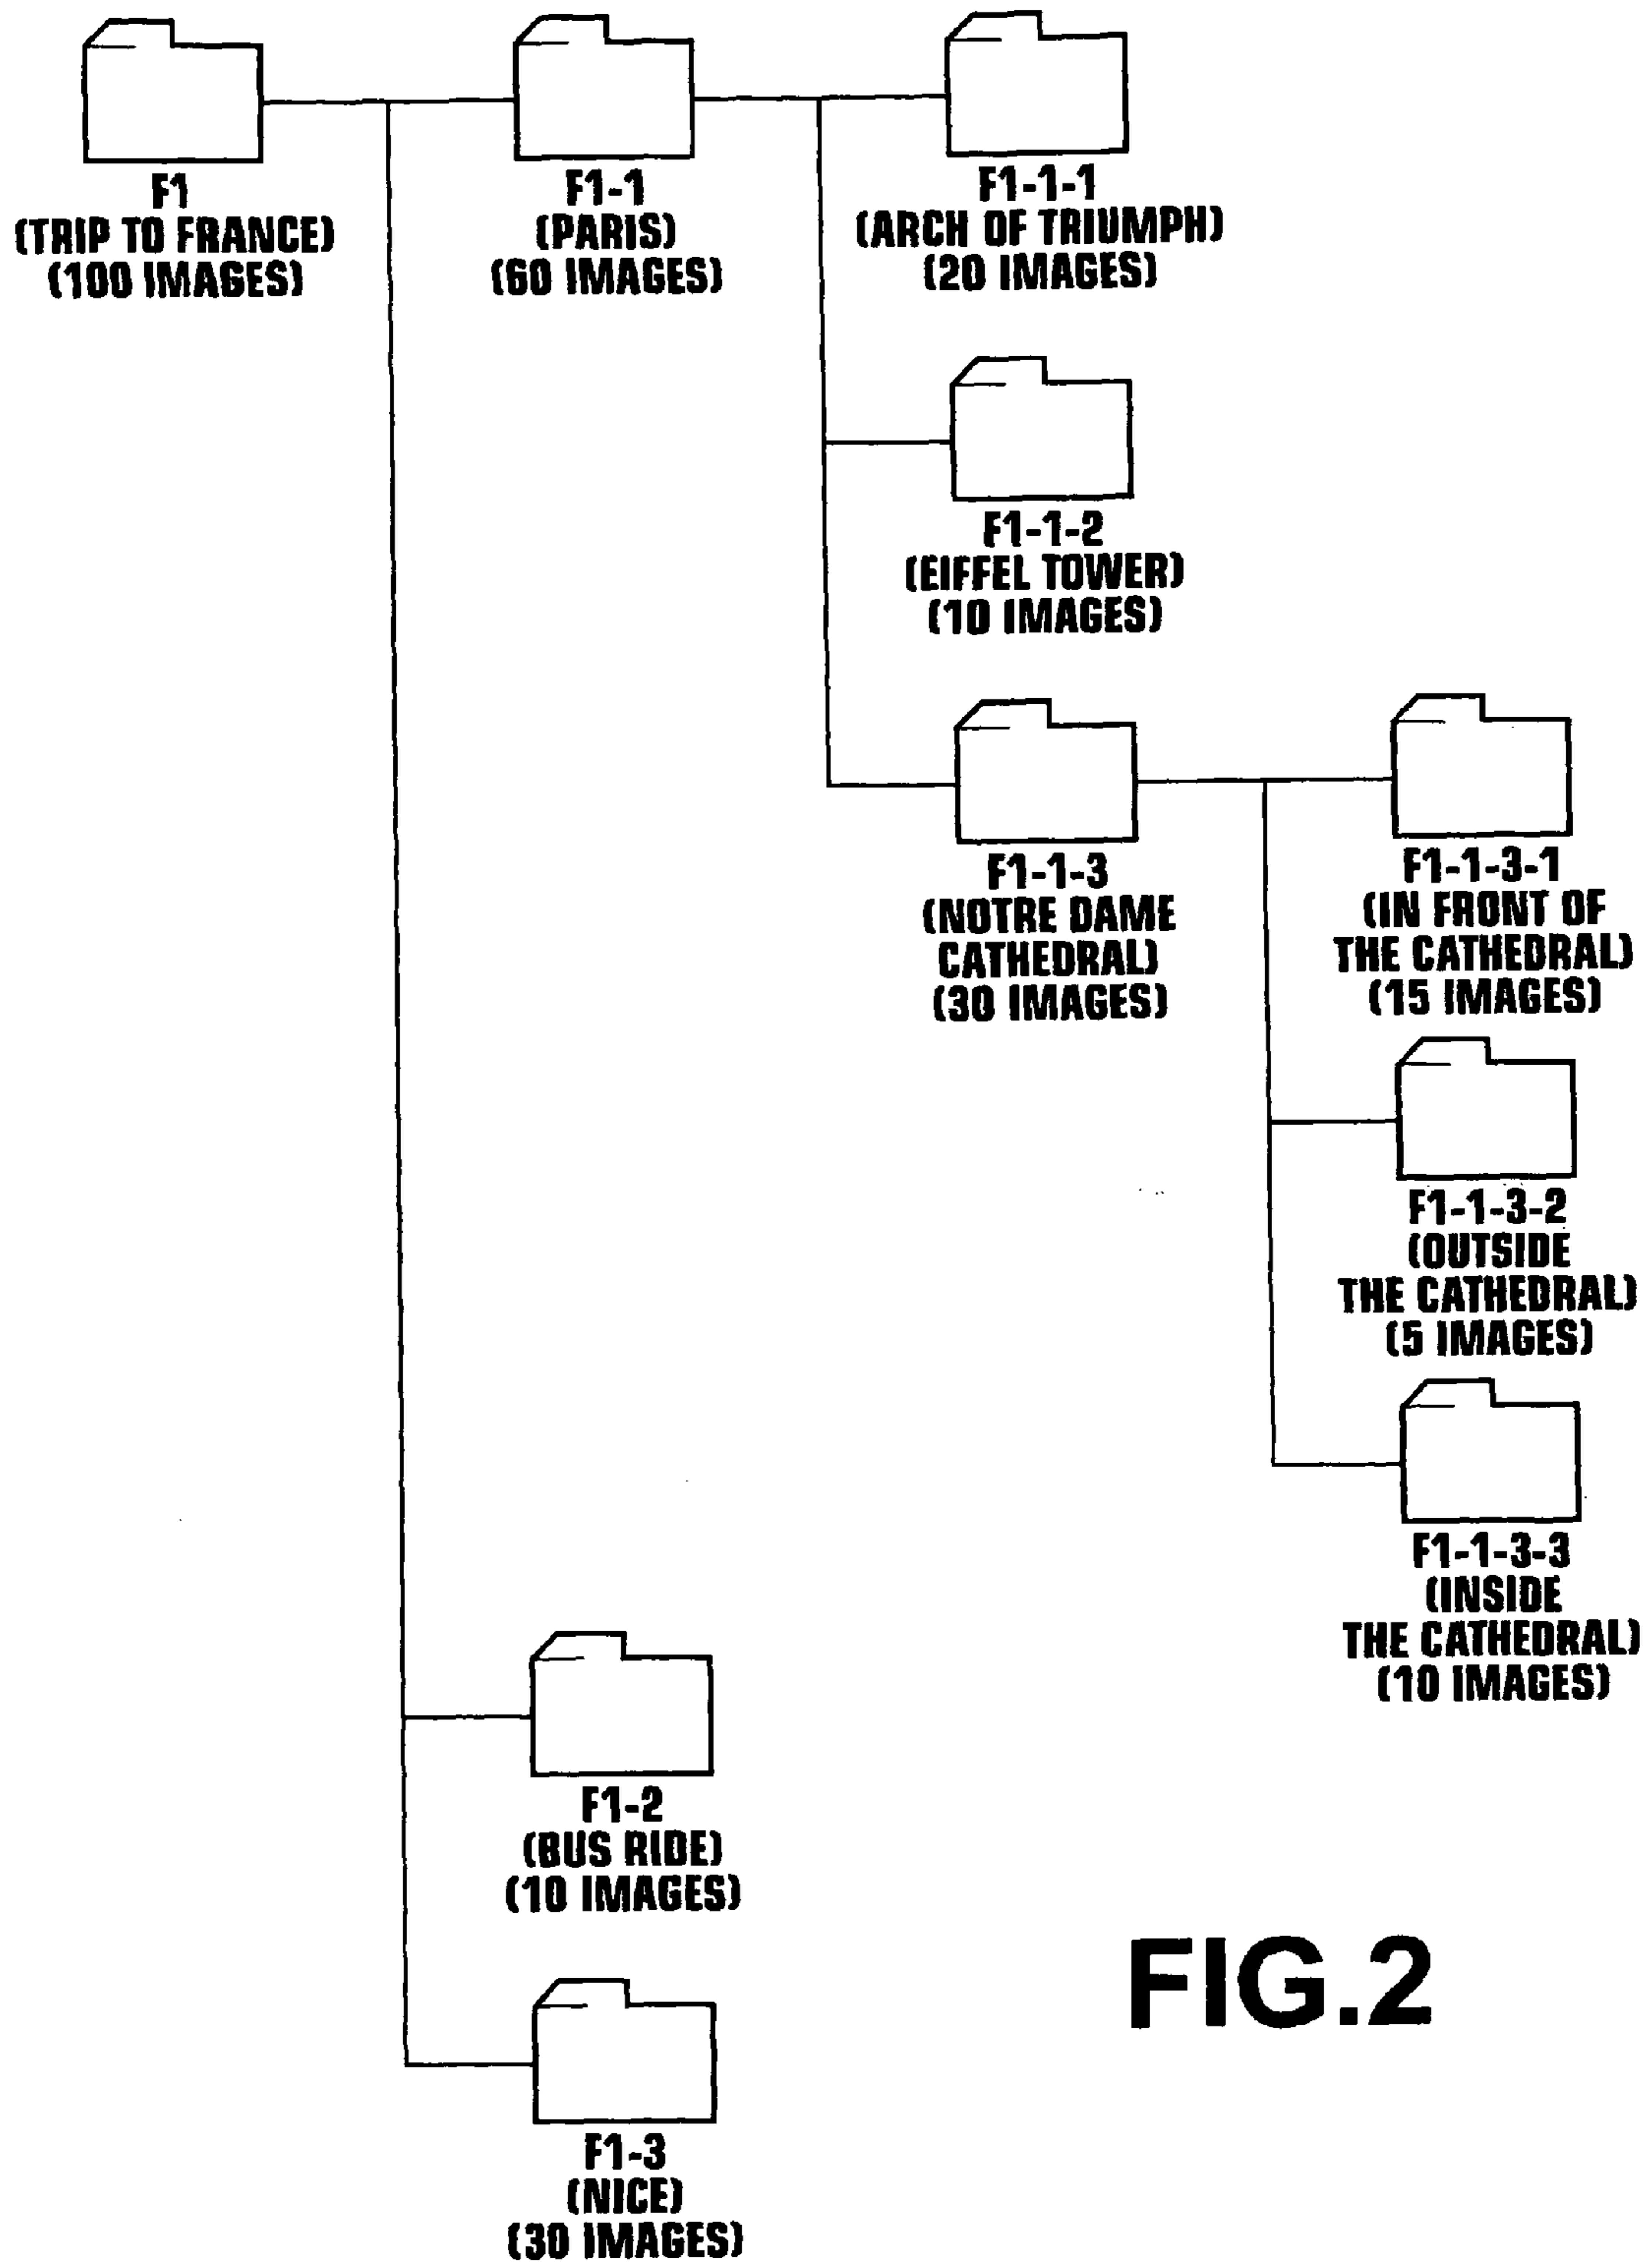 F1
(TRIP TO FRANCE)
(100 IMAGES)
F1-1
(PARIS)
(60 IMAGES)
F1-1-1
(ARCH OF TRIUMPH)
(20 IMAGES)
F1-1-2
(EIFFEL TOWER)
(10 IMAGES)
F1-1-3
(NOTRE DAME
CATHEDRAL)
(30 IMAGES)
F1-1-3-1
(IN FRONT OF
THE CATHEDRAL)
(15 IMAGES)
F1-1-3-2
(OUTSIDE
THE CATHEDRAL)
(5 IMAGES)
F1-1-3-3
(INSIDE
THE CATHEDRAL)
(10 IMAGES)
F1-2
(BUS RIDE)
(10 IMAGES)
F1-3
(NICE)
(30 IMAGES)
FIG.2